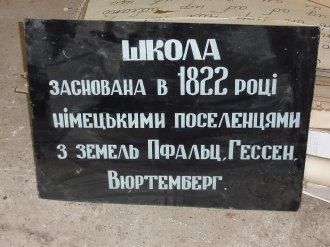 ШКОЛА
ЗАСНОВАНА В 1822 РОЦІ
НІМЕЦЬКИМИ ПОСЕЛЕНЦЯМИ
З ЗЕМЕЛЬ ПФАЛЬЦ, ГЕССЕН,
ВЮРТЕМБЕРГ